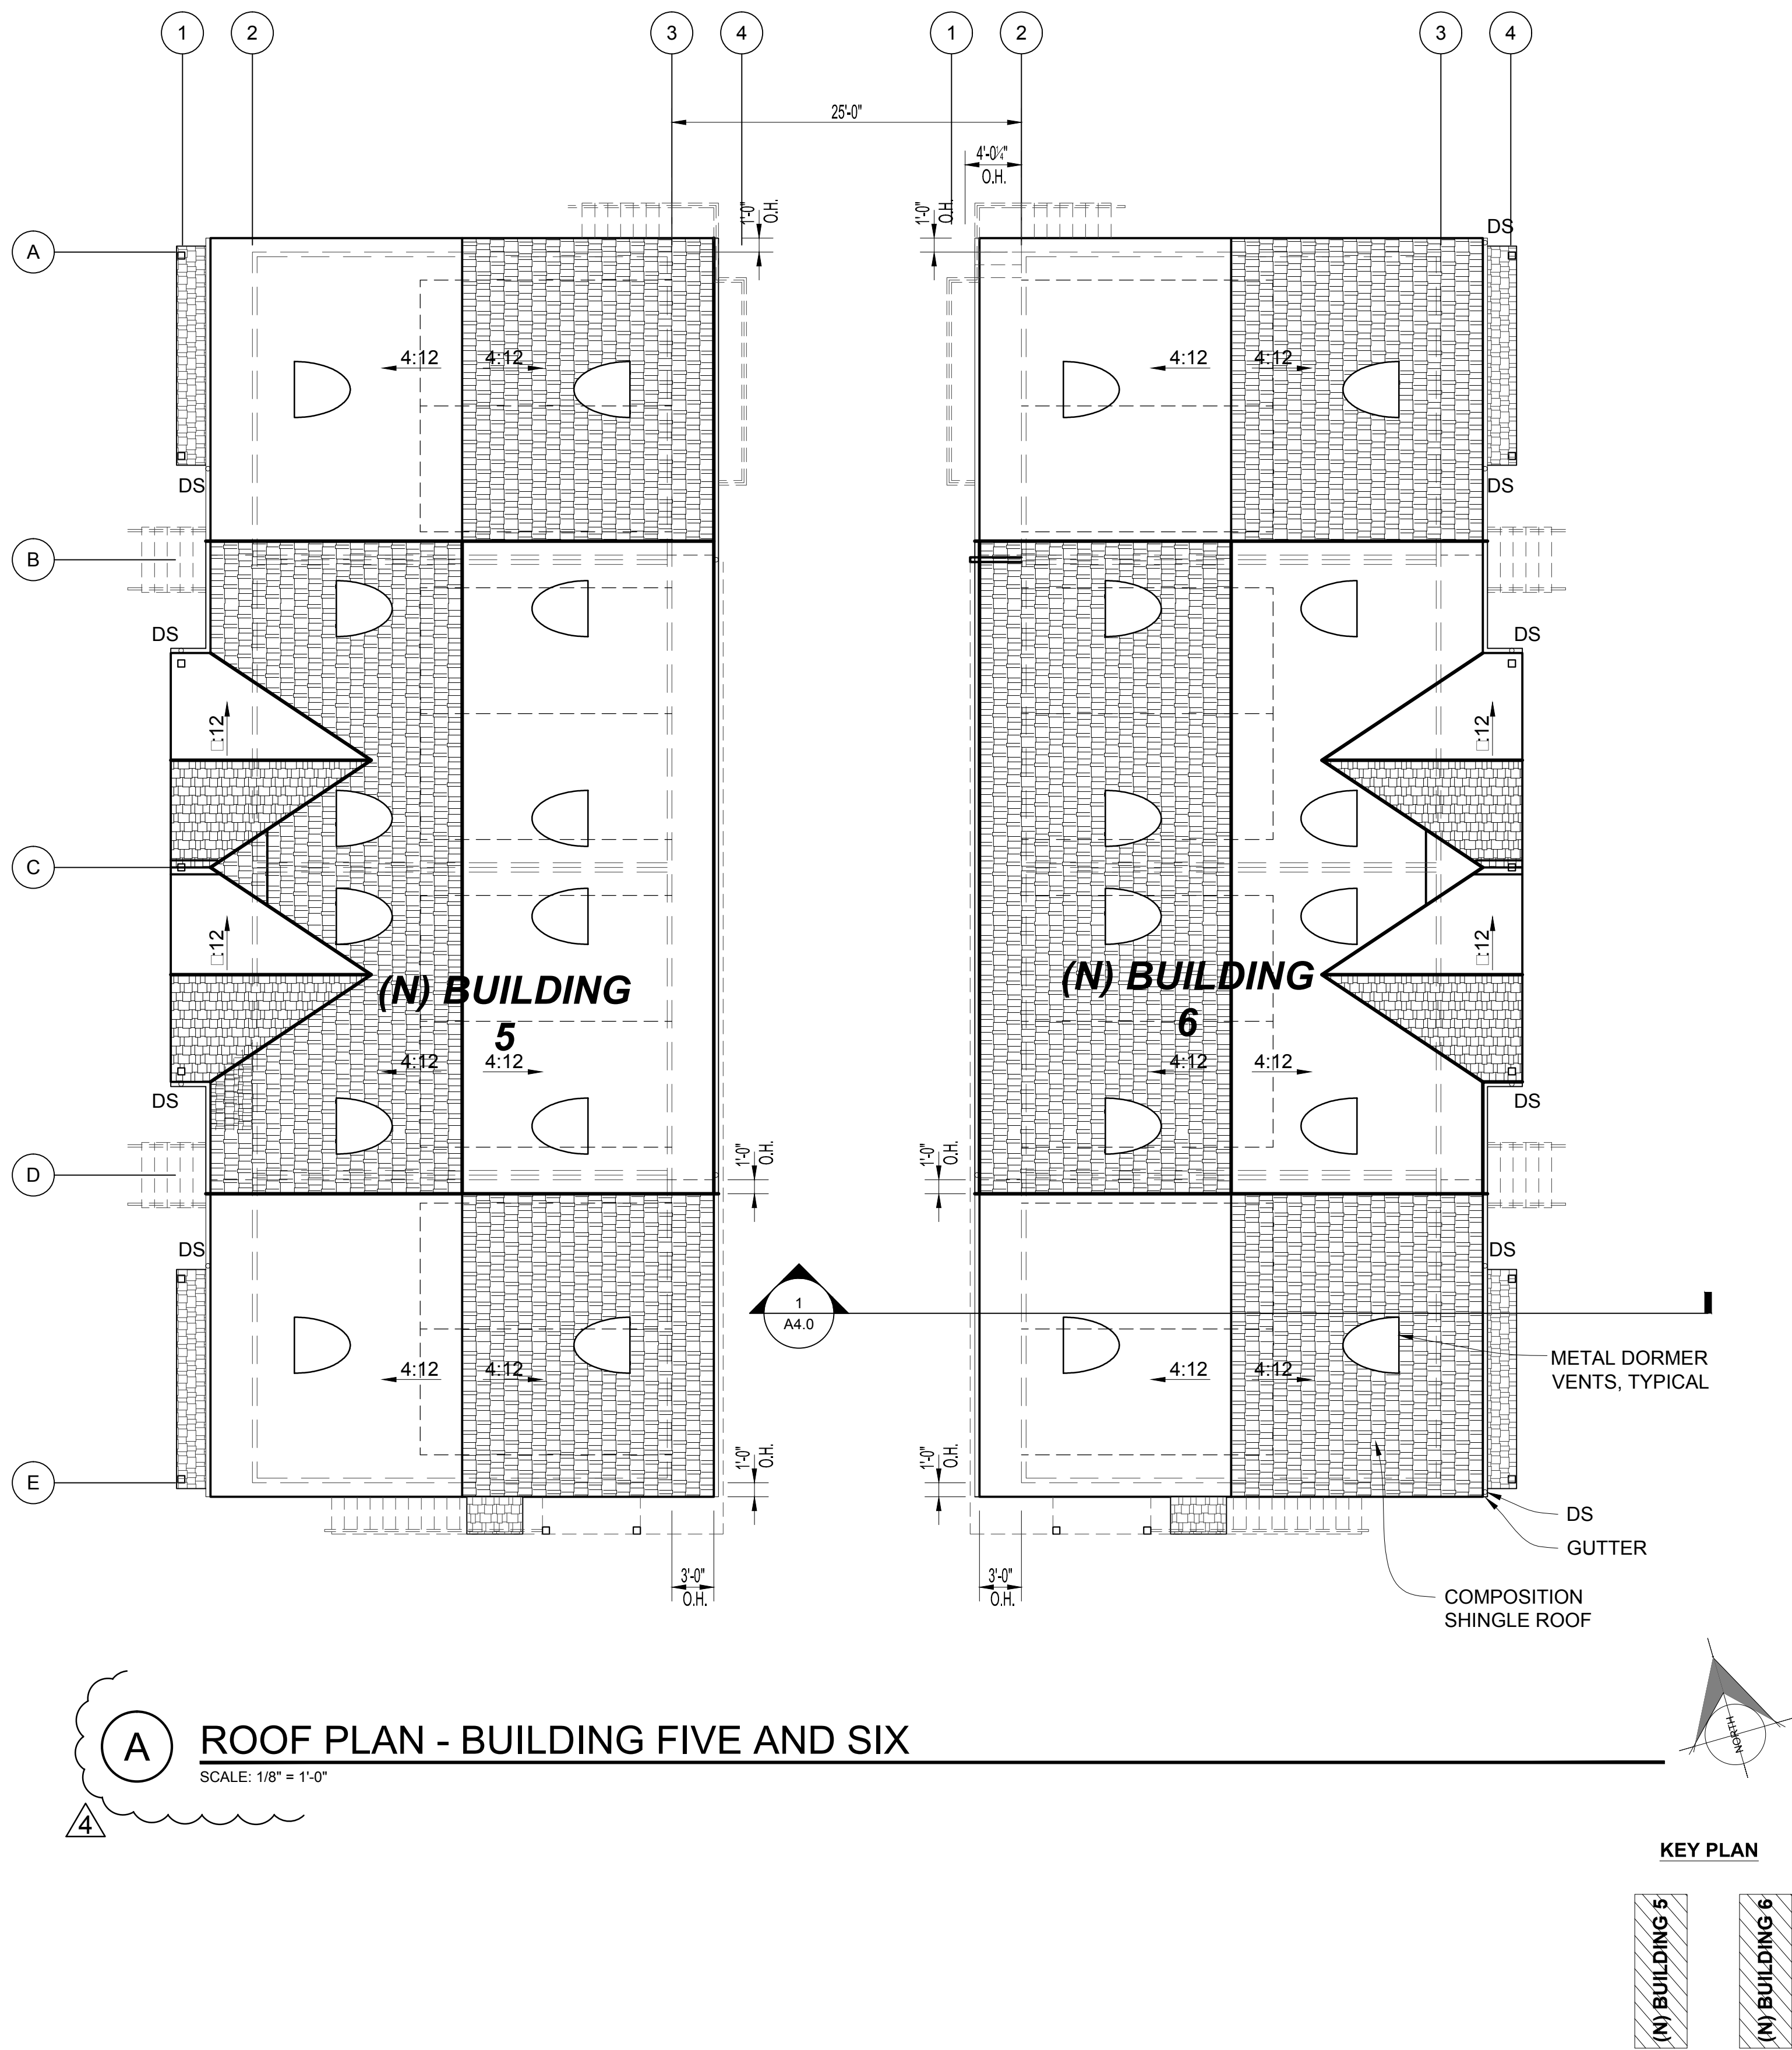 1 2 3 4 1 2 3 4
25'-0"
4'-0¼"
O.H.
1'-0"
O.H.
1'-0"
O.H.
DS
A
4:12 4:12 4:12 4:12
DS DS
B
DS DS
□:12 □:12
C
□:12 □:12
(N) BUILDING
5
(N) BUILDING
6
4:12 4:12 4:12 4:12
DS DS
1'-0"
O.H.
1'-0"
O.H.
D
DS DS
1
A4.0
METAL DORMER
VENTS, TYPICAL
4:12 4:12 4:12 4:12
1'-0"
O.H.
1'-0"
O.H.
E
DS
GUTTER
3'-0"
O.H.
3'-0"
O.H.
COMPOSITION
SHINGLE ROOF
A
ROOF PLAN - BUILDING FIVE AND SIX
SCALE: 1/8" = 1'-0"
NORTH
4
KEY PLAN
(N) BUILDING 5
(N) BUILDING 6